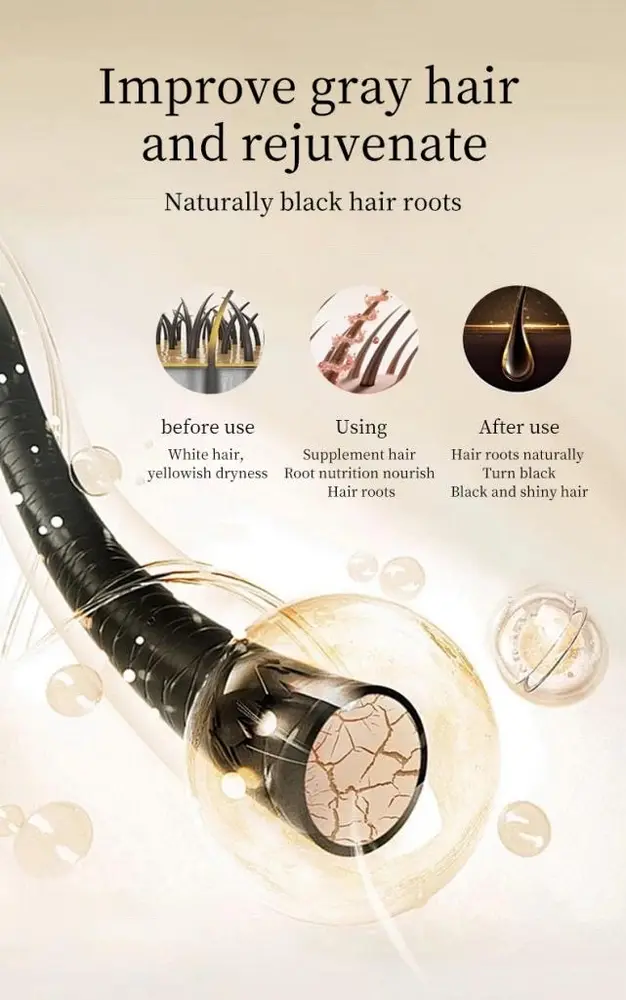 Improve gray hair
and rejuvenate
Naturally black hair roots
before use
White hair,
yellowish dryness
Using
Supplement hair
Root nutrition nourish
Hair roots
After use
Hair roots naturally
Turn black
Black and shiny hair